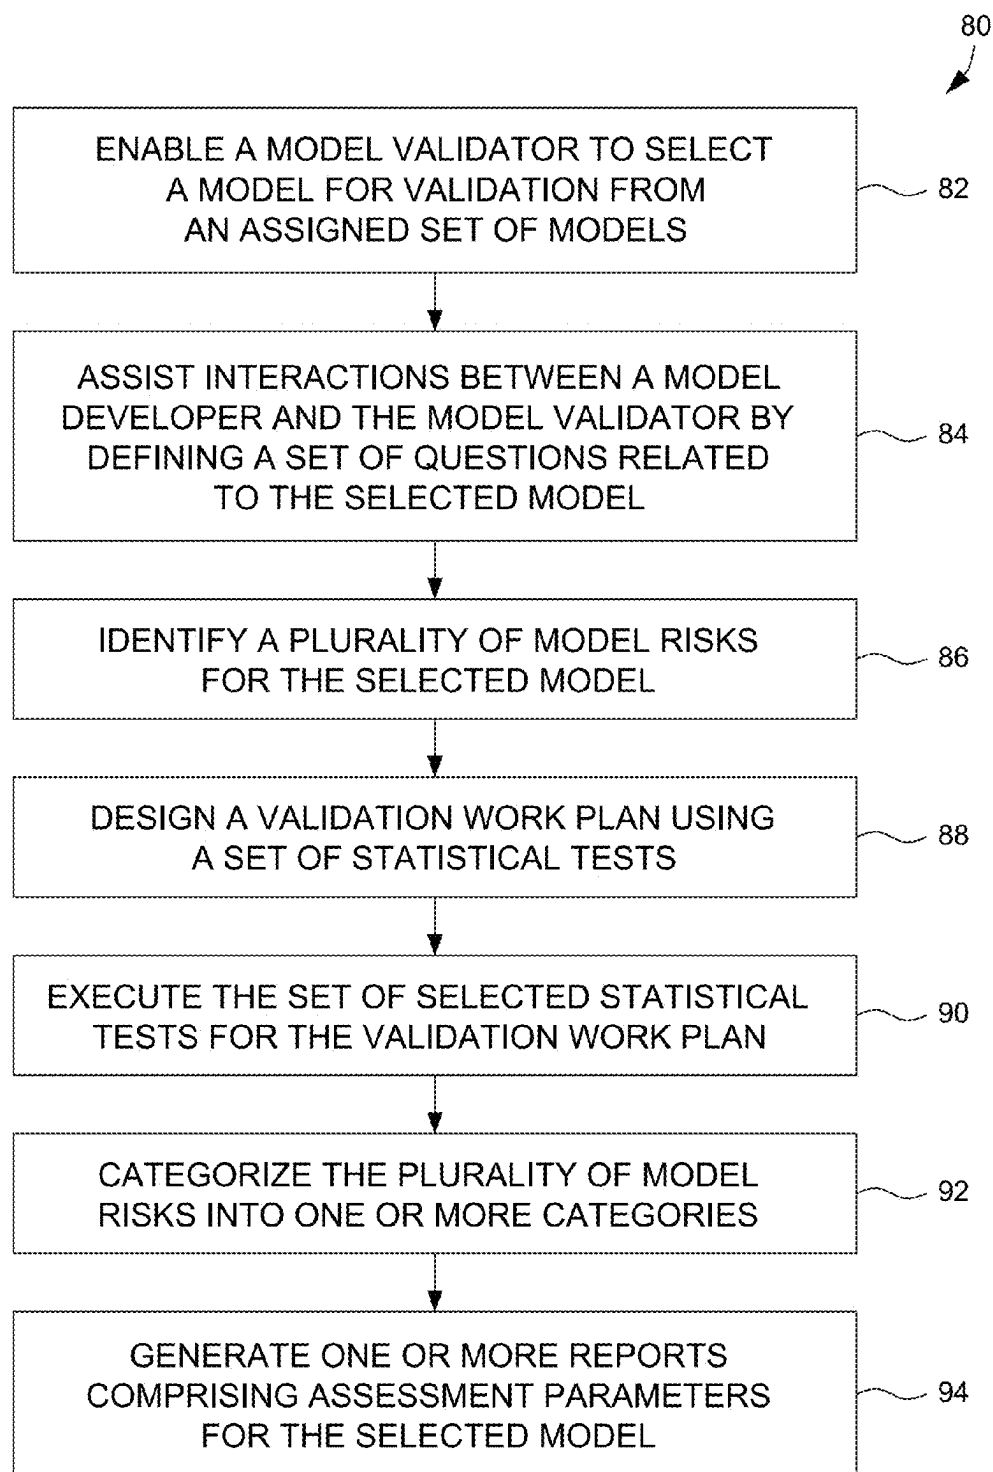 80
ENABLE A MODEL VALIDATOR TO SELECT
A MODEL FOR VALIDATION FROM
AN ASSIGNED SET OF MODELS
82
ASSIST INTERACTIONS BETWEEN A MODEL
DEVELOPER AND THE MODEL VALIDATOR BY
DEFINING A SET OF QUESTIONS RELATED
TO THE SELECTED MODEL
84
IDENTIFY A PLURALITY OF MODEL RISKS
FOR THE SELECTED MODEL
86
DESIGN A VALIDATION WORK PLAN USING
A SET OF STATISTICAL TESTS
88
EXECUTE THE SET OF SELECTED STATISTICAL
TESTS FOR THE VALIDATION WORK PLAN
90
CATEGORIZE THE PLURALITY OF MODEL
RISKS INTO ONE OR MORE CATEGORIES
92
GENERATE ONE OR MORE REPORTS
COMPRISING ASSESSMENT PARAMETERS
FOR THE SELECTED MODEL
94